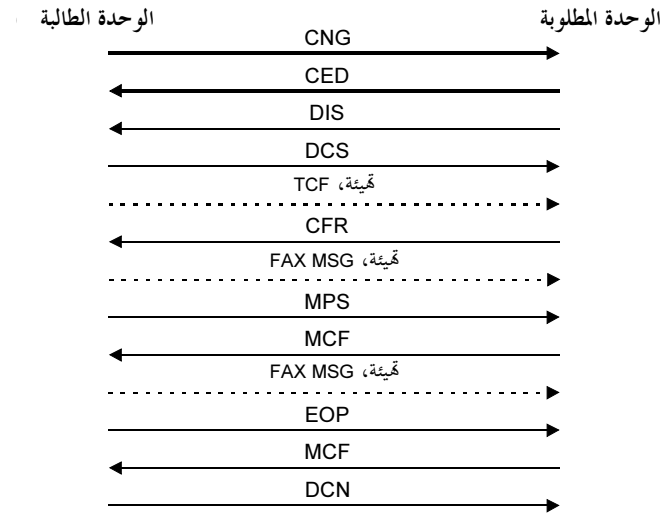 الوحدة الطالبة
الوحدة المطلوبة
CNG
CED
DIS
DCS
تهيئة، TCF
CFR
تهيئة، FAX MSG
MPS
MCF
تهيئة، FAX MSG
EOP
MCF
DCN